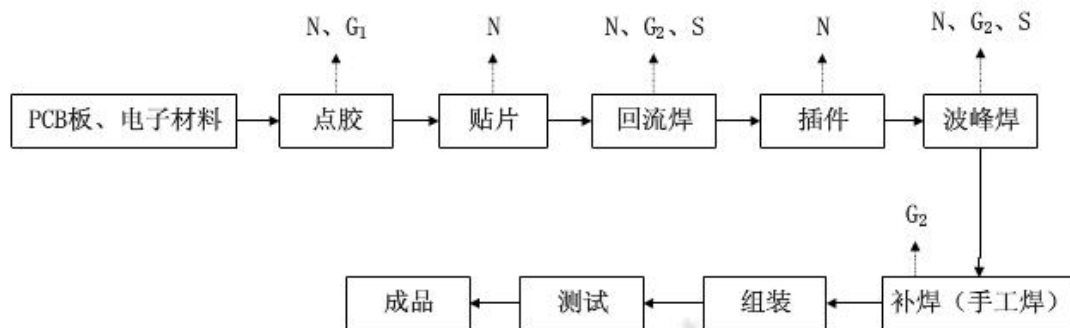 N、G₁
N
N、G₂、S
N
N、G₂、S
PCB板、电子材料
点胶
贴片
回流焊
插件
波峰焊
G₂
成品
测试
组装
补焊（手工焊）